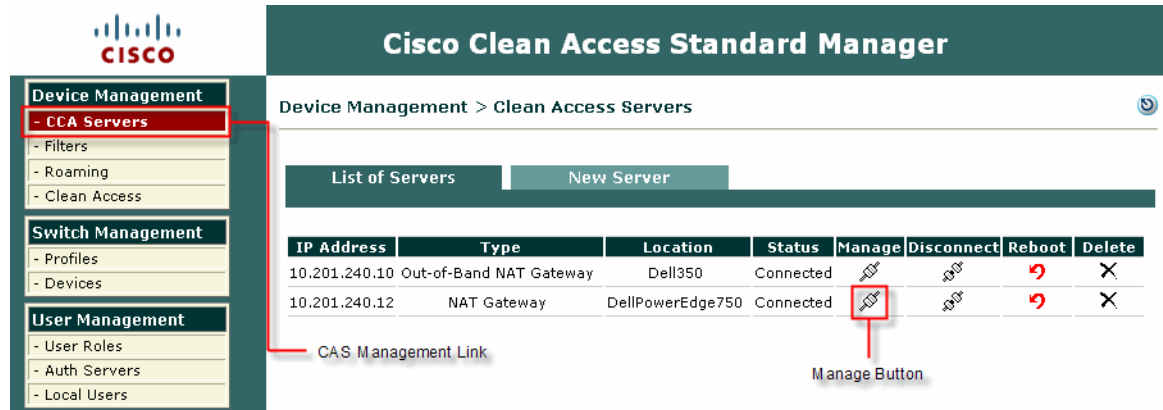 CISCO
Cisco Clean Access Standard Manager
Device Management
- CCA Servers
- Filters
- Roaming
- Clean Access
Switch Management
- Profiles
- Devices
User Management
- User Roles
- Auth Servers
- Local Users
Device Management > Clean Access Servers
List of Servers New Server
IP Address Type Location Status Manage Disconnect Reboot Delete
10.201.240.10 Out-of-Band NAT Gateway Dell350 Connected
10.201.240.12 NAT Gateway DellPowerEdge750 Connected
CAS Management Link
Manage Button